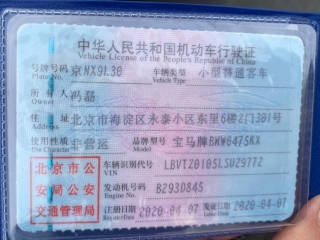 中华人民共和国机动车行驶证
Vehicle License of the People's Republic of China
号牌号码 京NX9L30 车辆类型 小型普通客车
Plate No. Vehicle Type
所有人 冯磊
Owner
住址 北京市海淀区永泰小区东里6楼2门301号
Address
使用性质 非营运 品牌型号 宝马牌BMW6475KX
Use Character Model
北京市公 车辆识别代号 LBVTZ0105LSU29772
VIN
安局公安 发动机号码 B2930845
Engine No.
交通管理局 注册日期 2020-04-07 发证日期 2020-04-07
Register Date Issue Date